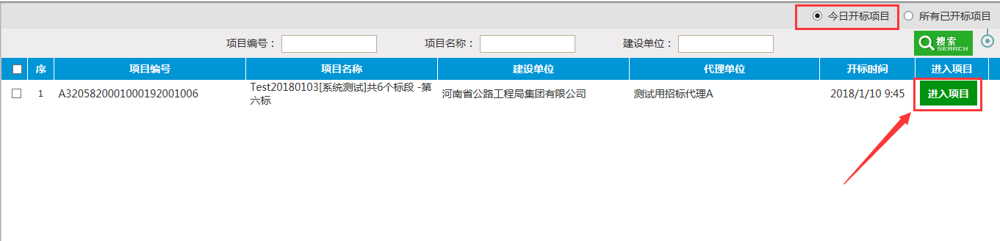 今日开标项目 所有已开标项目
项目编号： 项目名称： 建设单位： 搜索 SEARCH
序 项目编号 项目名称 建设单位 代理单位 开标时间 进入项目
1 A3205820001000192001006 Test20180103[系统测试]共6个标段 -第 河南省公路工程局集团有限公司 测试用招标代理A 2018/1/10 9:45 进入项目
六标